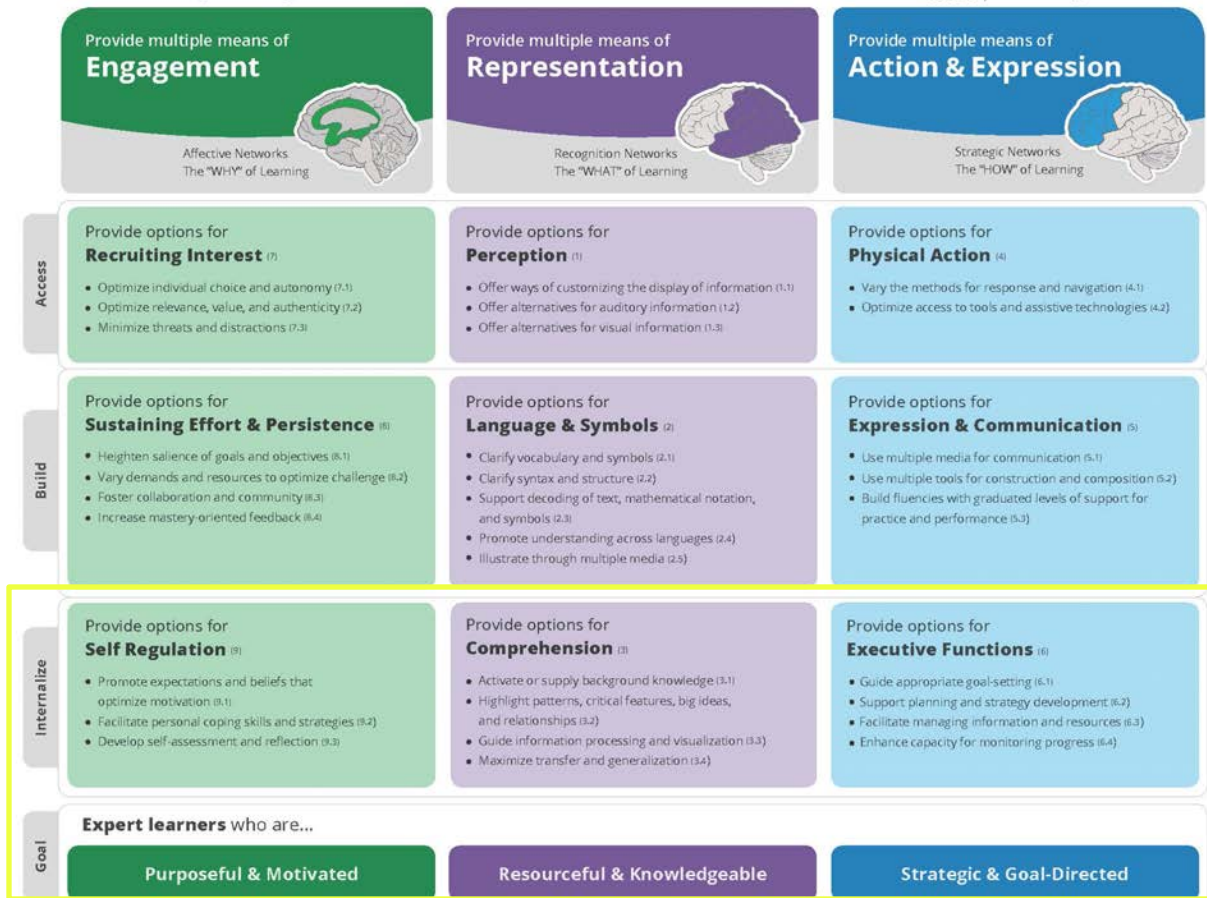 Provide multiple means of
Engagement
Affective Networks
The "WHY" of Learning
Provide multiple means of
Representation
Recognition Networks
The "WHAT" of Learning
Provide multiple means of
Action & Expression
Strategic Networks
The "HOW" of Learning
Access
Provide options for
Recruiting Interest (7)
• Optimize individual choice and autonomy (7.1)
• Optimize relevance, value, and authenticity (7.2)
• Minimize threats and distractions (7.3)
Provide options for
Perception (1)
• Offer ways of customizing the display of information (1.1)
• Offer alternatives for auditory information (1.2)
• Offer alternatives for visual information (1.3)
Provide options for
Physical Action (4)
• Vary the methods for response and navigation (4.1)
• Optimize access to tools and assistive technologies (4.2)
Build
Provide options for
Sustaining Effort & Persistence (8)
• Heighten salience of goals and objectives (8.1)
• Vary demands and resources to optimize challenge (8.2)
• Foster collaboration and community (8.3)
• Increase mastery-oriented feedback (8.4)
Provide options for
Language & Symbols (2)
• Clarify vocabulary and symbols (2.1)
• Clarify syntax and structure (2.2)
• Support decoding of text, mathematical notation,
and symbols (2.3)
• Promote understanding across languages (2.4)
• Illustrate through multiple media (2.5)
Provide options for
Expression & Communication (5)
• Use multiple media for communication (5.1)
• Use multiple tools for construction and composition (5.2)
• Build fluencies with graduated levels of support for
practice and performance (5.3)
Internalize
Provide options for
Self Regulation (9)
• Promote expectations and beliefs that
optimize motivation (9.1)
• Facilitate personal coping skills and strategies (9.2)
• Develop self-assessment and reflection (9.3)
Provide options for
Comprehension (3)
• Activate or supply background knowledge (3.1)
• Highlight patterns, critical features, big ideas,
and relationships (3.2)
• Guide information processing and visualization (3.3)
• Maximize transfer and generalization (3.4)
Provide options for
Executive Functions (6)
• Guide appropriate goal-setting (6.1)
• Support planning and strategy development (6.2)
• Facilitate managing information and resources (6.3)
• Enhance capacity for monitoring progress (6.4)
Goal
Expert learners who are...
Purposeful & Motivated
Resourceful & Knowledgeable
Strategic & Goal-Directed